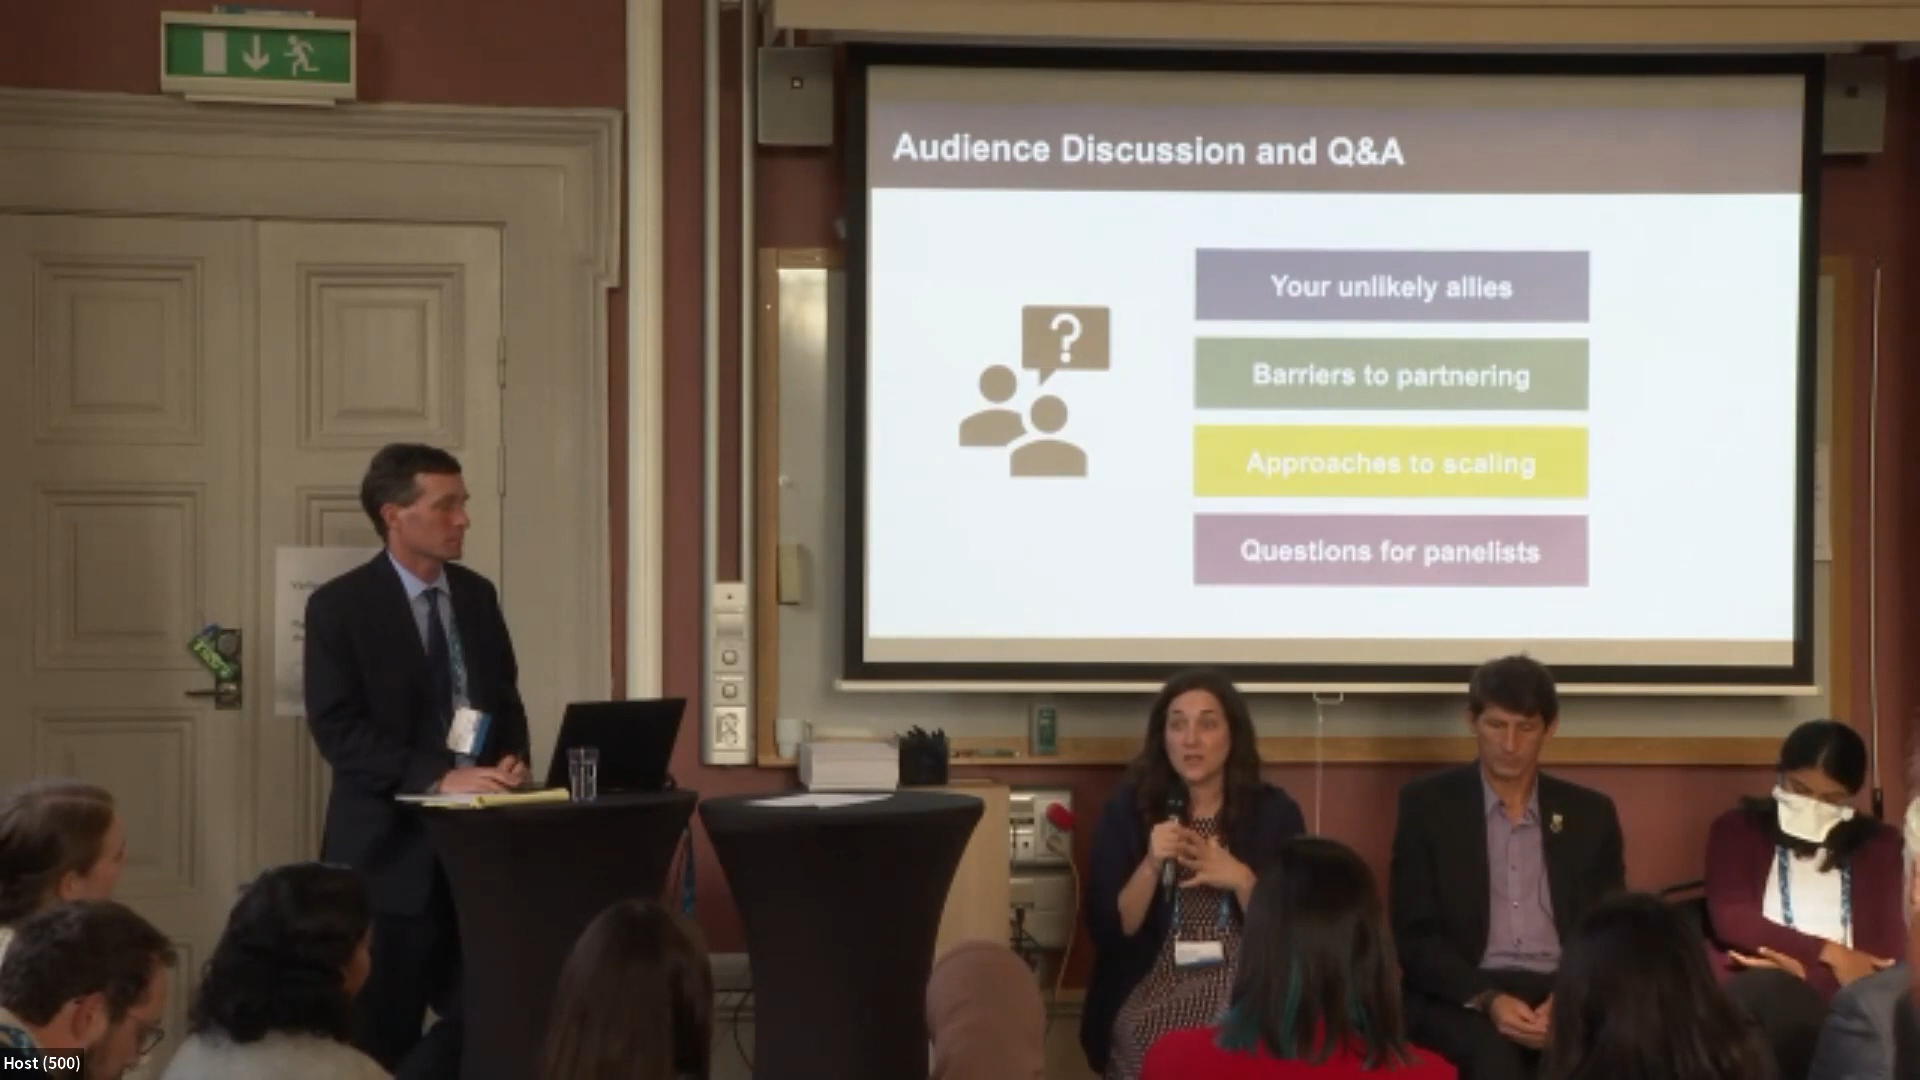 Audience Discussion and Q&A
?
Your unlikely allies
Barriers to partnering
Approaches to scaling
Questions for panelists
Host (500)